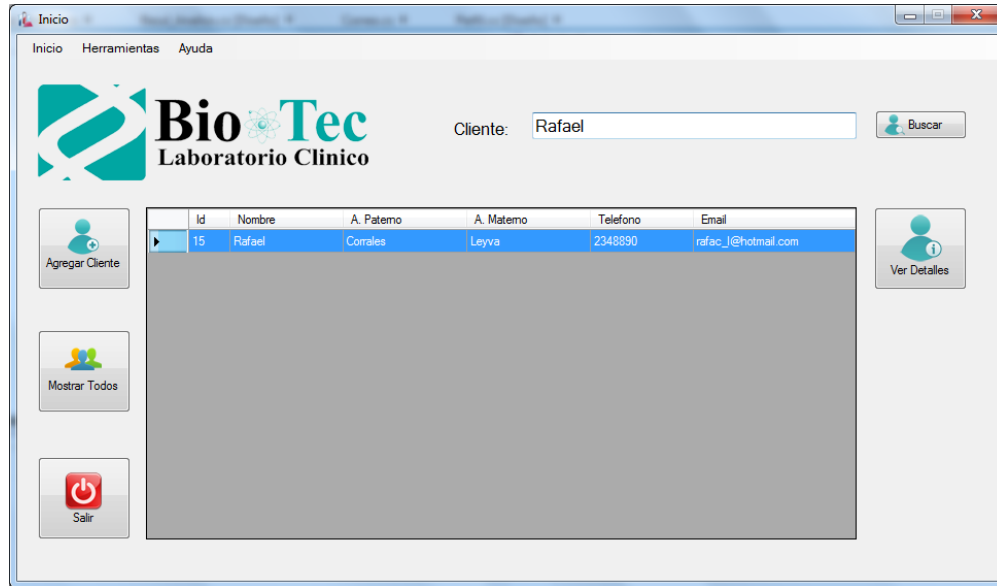 Inicio
Inicio Herramientas Ayuda
Bio Tec
Laboratorio Clinico
Cliente: Rafael Buscar
Id Nombre A. Paterno A. Materno Telefono Email
15 Rafael Corrales Leyva 2348890 rafac_l@hotmail.com
Agregar Cliente
Ver Detalles
Mostrar Todos
Salir